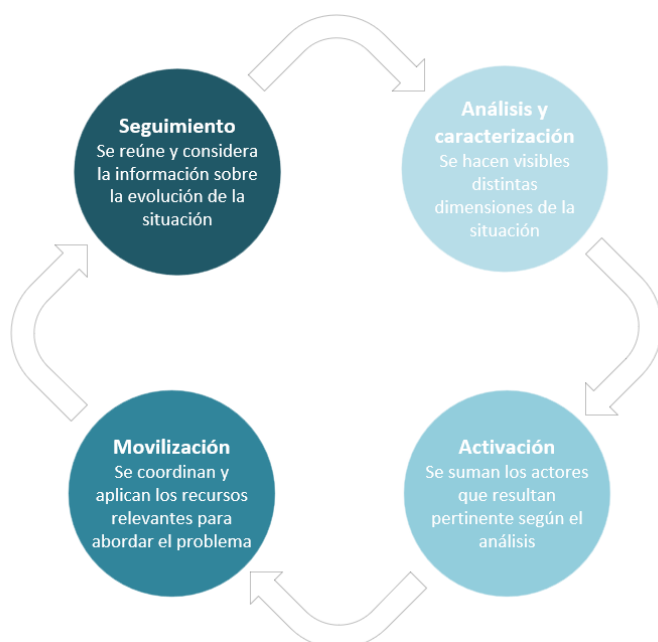 Seguimiento
Se reúne y considera
la información sobre
la evolución de la
situación
Análisis y
caracterización
Se hacen visibles
distintas
dimensiones de la
situación
Activación
Se suman los actores
que resultan
pertinente según el
análisis
Movilización
Se coordinan y
aplican los recursos
relevantes para
abordar el problema